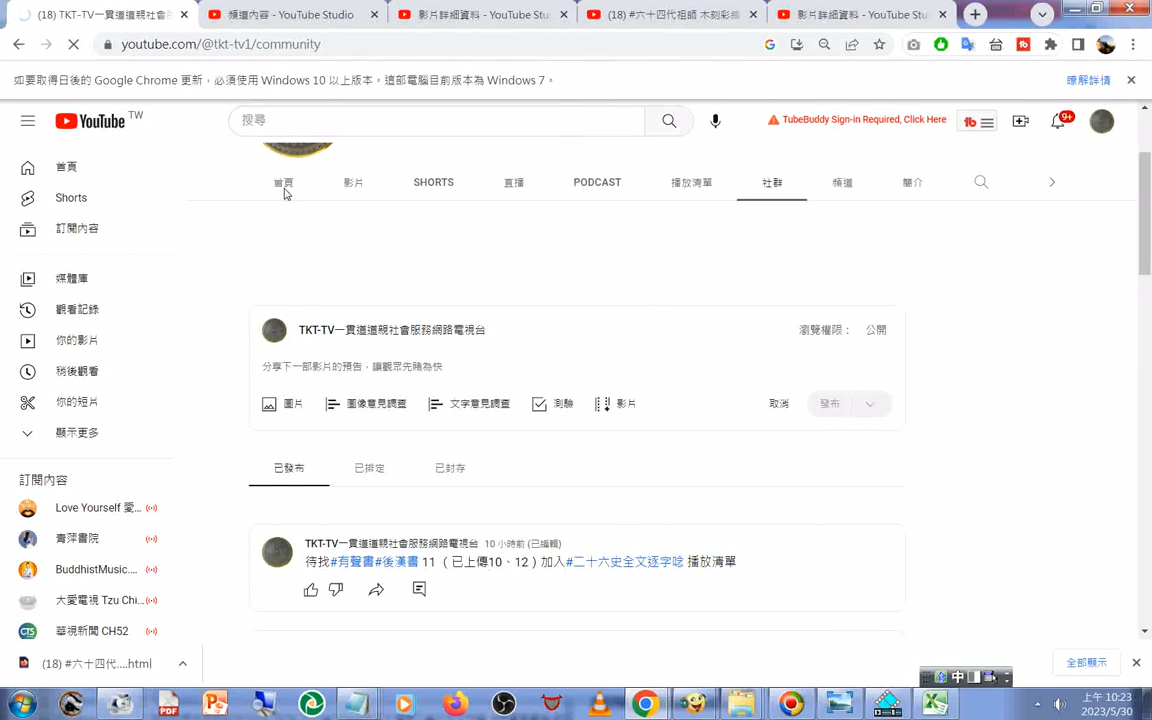 (18) TKT-TV一貫道道親社會
頻道內容 - YouTube Studio
影片詳細資料 - YouTube Stu
(18) #六十四代祖師 木刻彩繪
影片詳細資料 - YouTube Stud
youtube.com/@tkt-tv1/community
如要取得日後的 Google Chrome 更新，必須使用 Windows 10 以上版本。這部電腦目前版本為 Windows 7。
瞭解詳情
YouTube TW
搜尋
TubeBuddy Sign-in Required, Click Here
tb
9+
首頁
影片
SHORTS
直播
PODCAST
播放清單
社群
頻道
簡介
首頁
Shorts
訂閱內容
媒體庫
觀看記錄
你的影片
稍後觀看
你的短片
顯示更多
訂閱內容
Love Yourself 愛...
青萍書院
BuddhistMusic....
大愛電視 Tzu Chi...
華視新聞 CH52
TKT-TV一貫道道親社會服務網路電視台
瀏覽權限： 公開
分享下一部影片的預告，讓觀眾先睹為快
圖片
圖像意見調查
文字意見調查
測驗
影片
取消
發布
已發布
已排定
已封存
TKT-TV一貫道道親社會服務網路電視台 10 小時前 (已編輯)
待找#有聲書#後漢書 11 （ 已上傳10、12 ) 加入#二十六史全文逐字唸 播放清單
(18) #六十四代....html
全部顯示
中
上午 10:23
2023/5/30